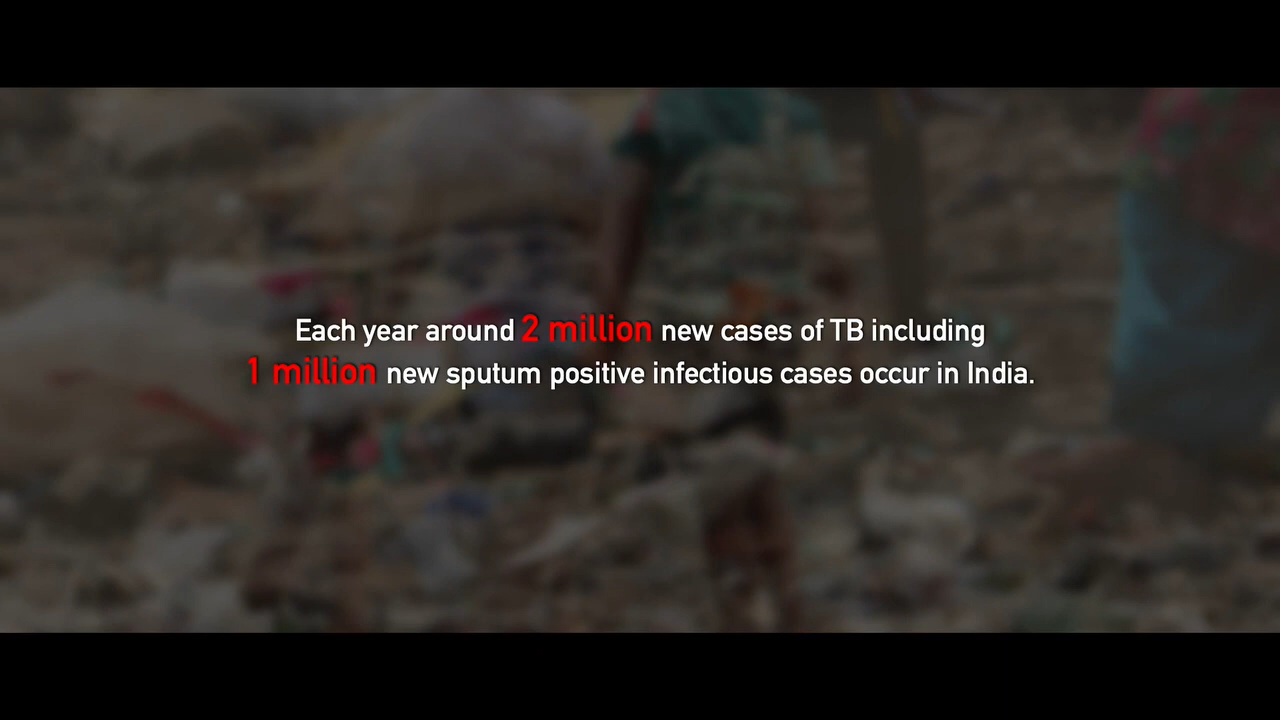 Each year around 2 million new cases of TB including
1 million new sputum positive infectious cases occur in India.